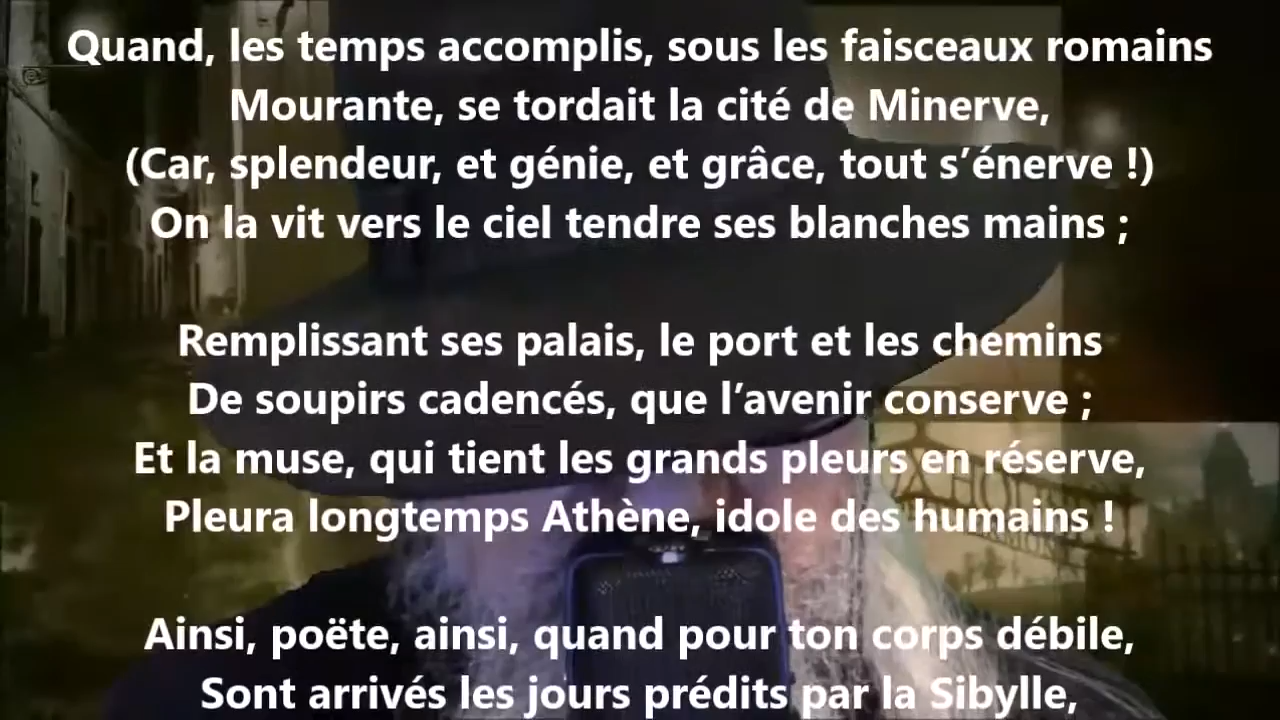 Quand, les temps accomplis, sous les faisceaux romains
Mourante, se tordait la cité de Minerve,
(Car, splendeur, et génie, et grâce, tout s’énerve !)
On la vit vers le ciel tendre ses blanches mains ;
Remplissant ses palais, le port et les chemins
De soupirs cadencés, que l’avenir conserve ;
Et la muse, qui tient les grands pleurs en réserve,
Pleura longtemps Athène, idole des humains !
Ainsi, poëte, ainsi, quand pour ton corps débile,
Sont arrivés les jours prédits par la Sibylle,